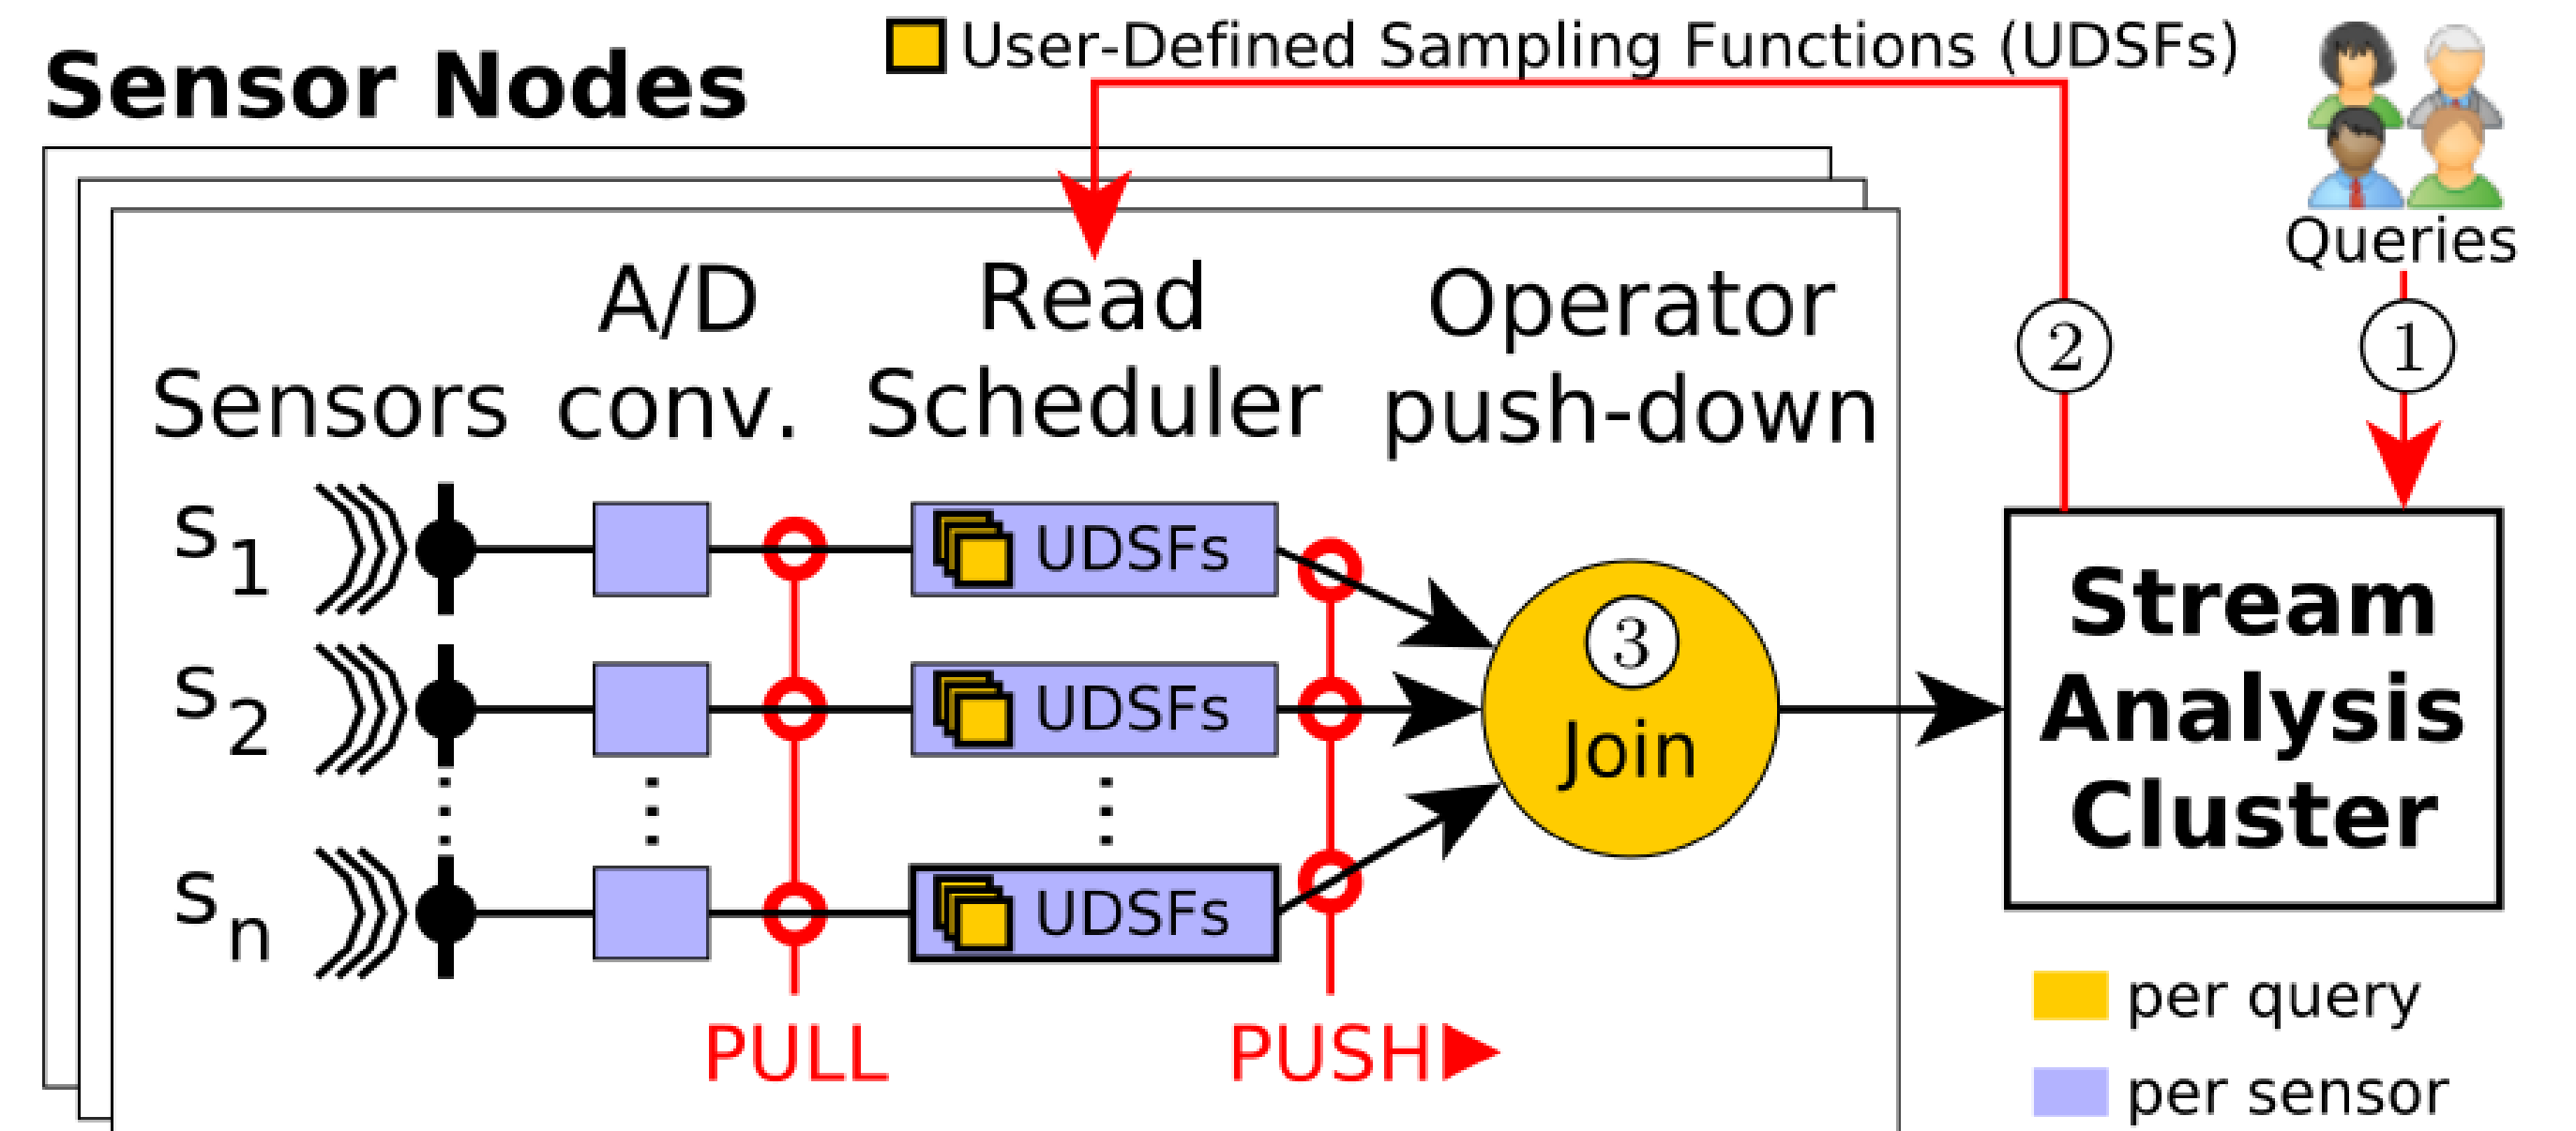 User-Defined Sampling Functions (UDSFs)
Sensor Nodes
Queries
A/D
conv.
Read
Scheduler
Operator
push-down
Sensors
2
1
s1
UDSFs
s2
UDSFs
sn
UDSFs
3
Join
Stream
Analysis
Cluster
PULL
PUSH
per query
per sensor